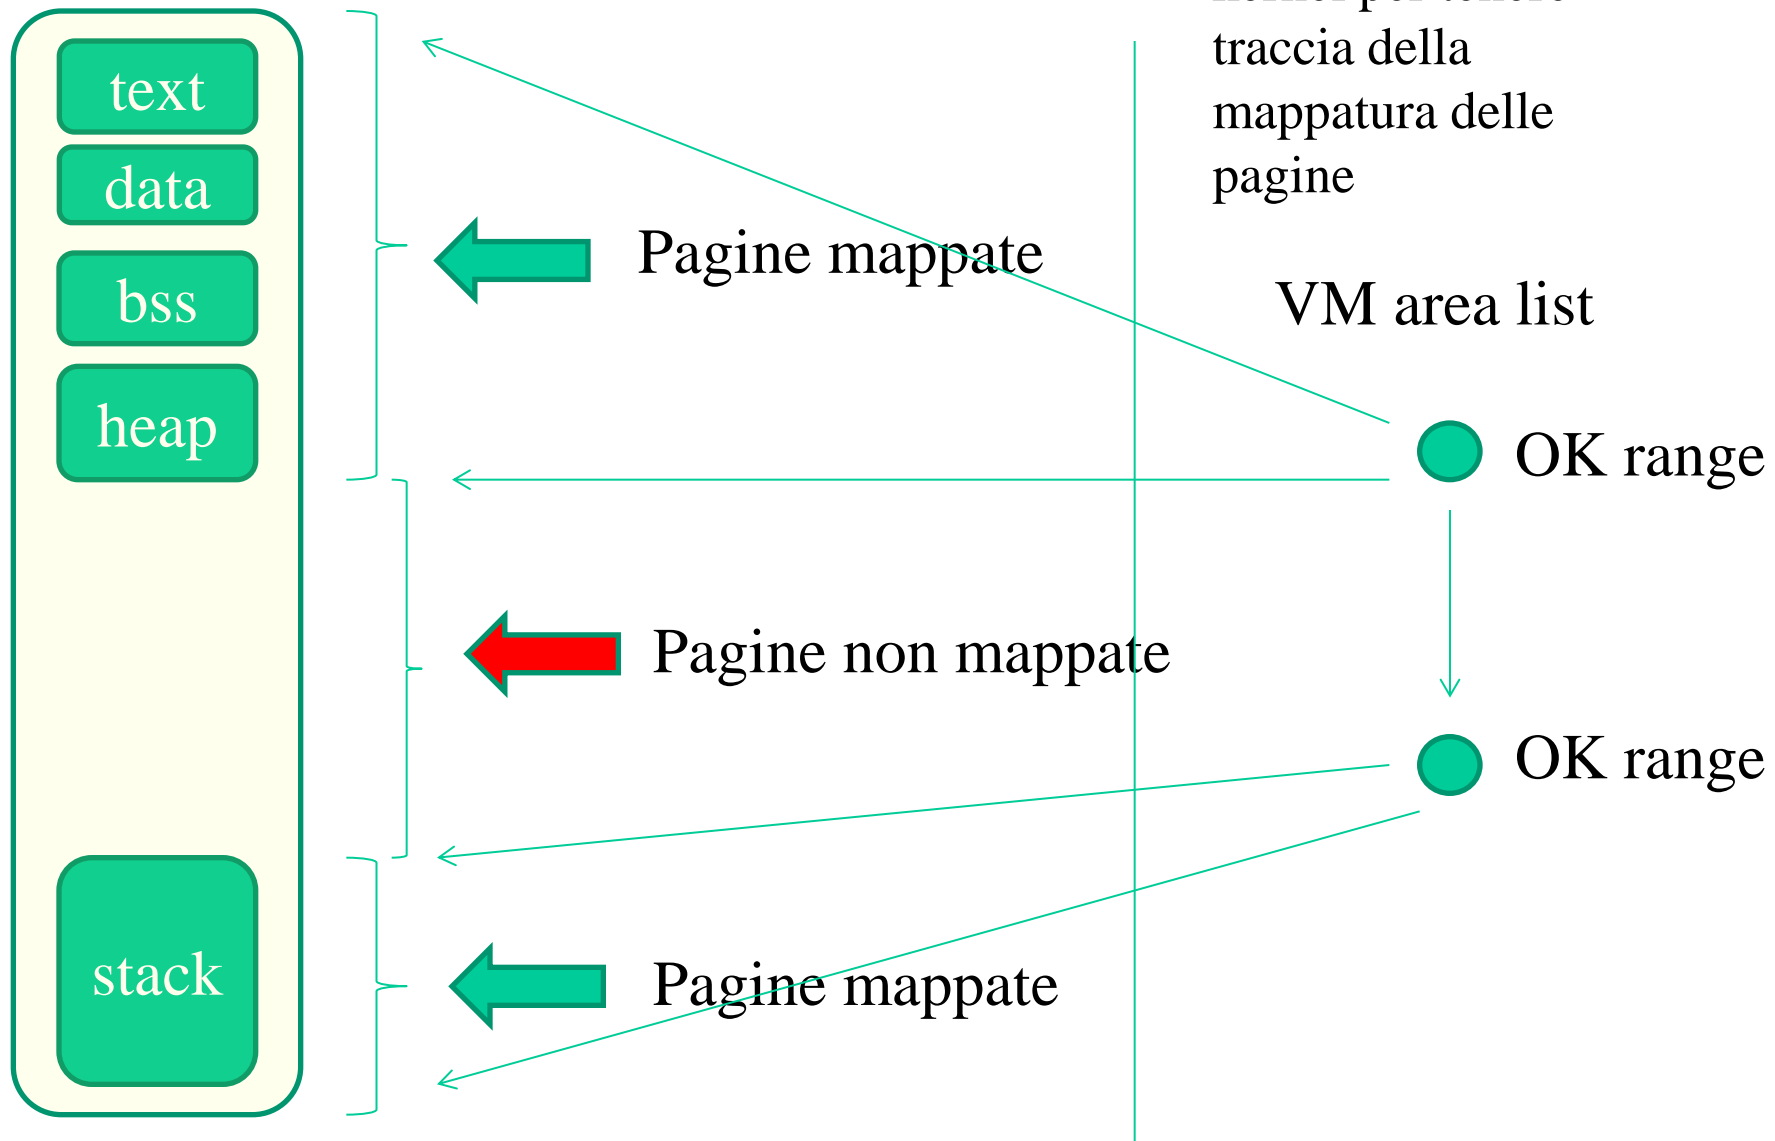 text
data
bss
heap
stack
Pagine mappate
Pagine non mappate
Pagine mappate
traccia della
mappatura delle
pagine
VM area list
OK range
OK range